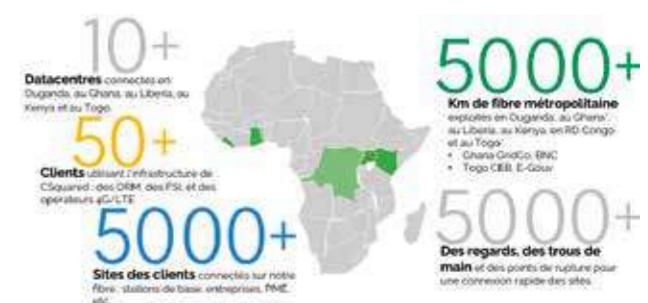 10+
Datacentres connectés en
Ouganda, au Ghana, au Liberia, au
Kenya et au Togo.
50+
Clients utilisant l'infrastructure de
CSquared : des ORM, des FSI, et des
opérateurs 4G/LTE
5000+
Sites des clients connectés sur notre
fibre : stations de base, entreprises, PME,
etc.
5000+
Km de fibre métropolitaine
exploités en Ouganda, au Ghana*,
au Liberia, au Kenya, en RD Congo
et au Togo*
• Ghana GridCo, BNC
• Togo CEB, E-Gouv
5000+
Des regards, des trous de
main et des points de rupture pour
une connexion rapide des sites